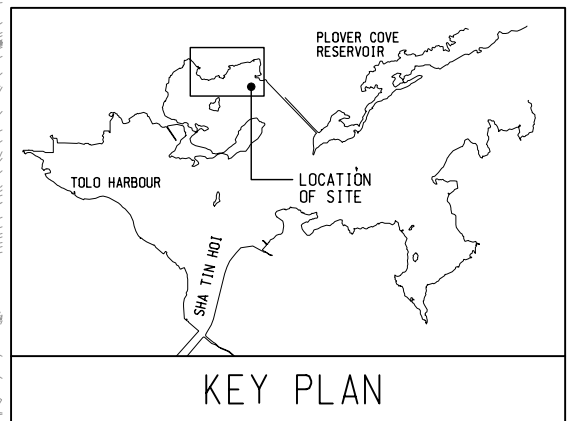 PLOVER COVE
RESERVOIR
TOLO HARBOUR
LOCATION
OF SITE
SHA TIN HOI
KEY PLAN